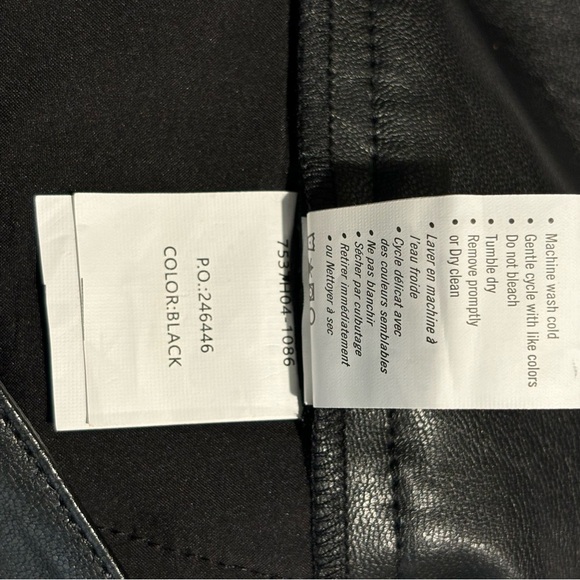 • Machine wash cold
• Gentle cycle with like colors
• Do not bleach
• Tumble dry
• Remove promptly
• or Dry clean
• Laver en machine à
l'eau froide
• Cycle délicat avec
des couleurs semblables
• Ne pas blanchir
• Sécher par culbutage
• Retirer immédiatement
• ou Nettoyer à sec
7537H04-1086
P.O.:246446
COLOR:BLACK